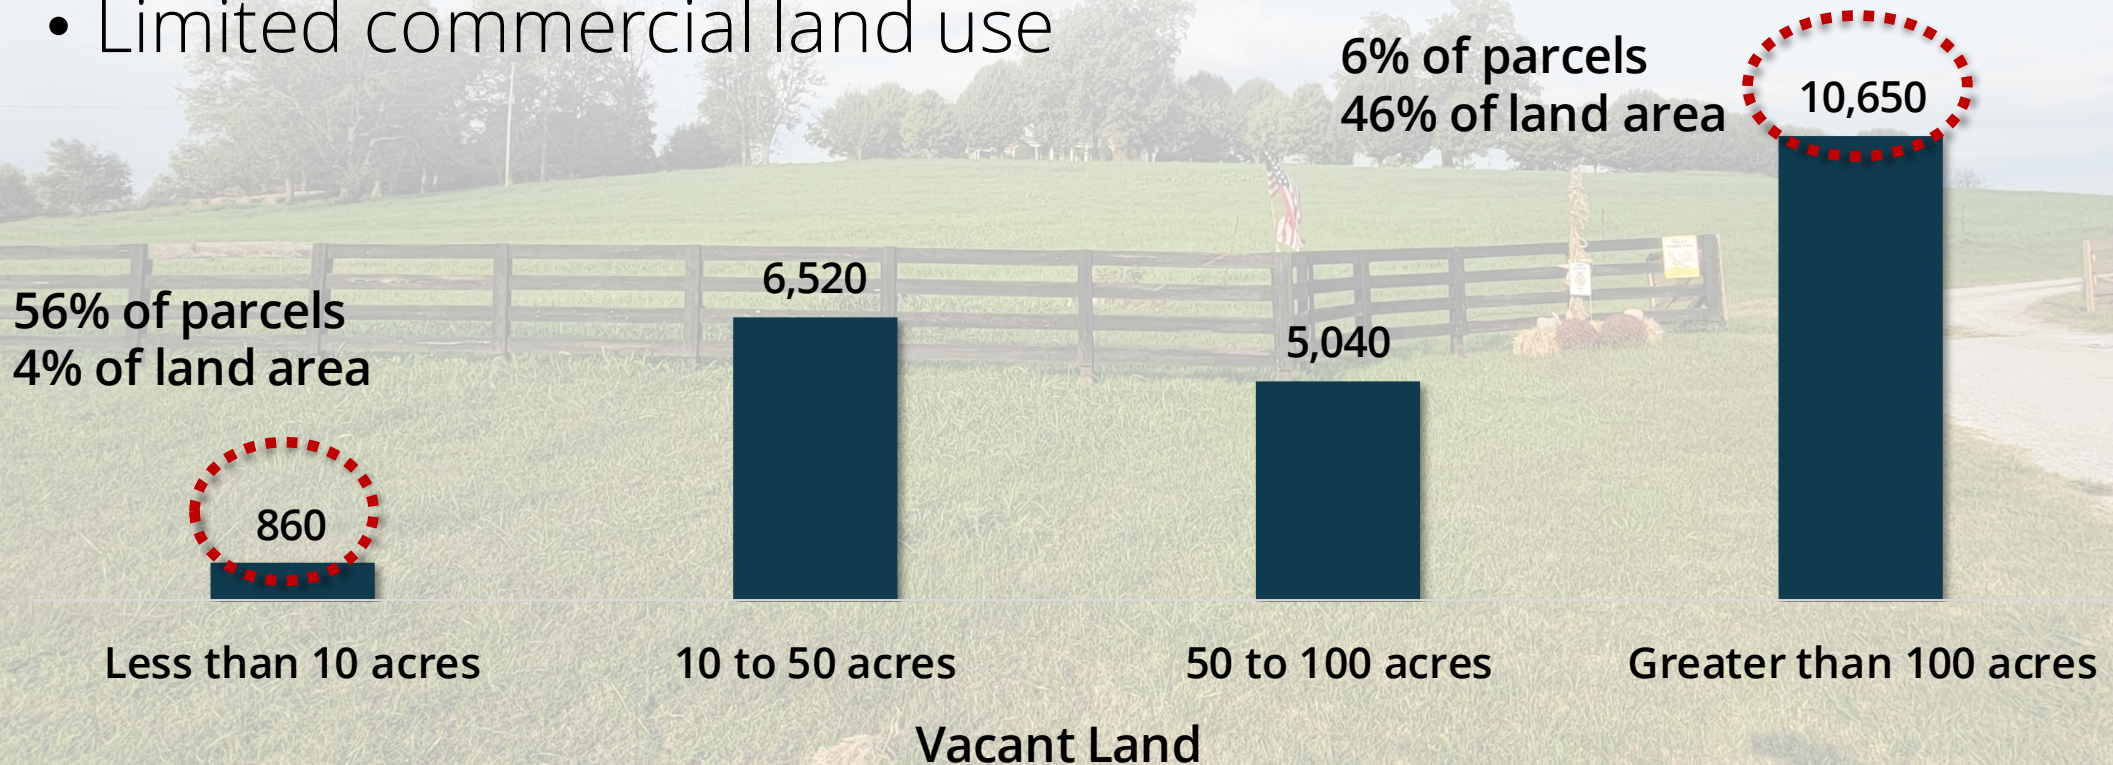 • Limited commercial land use
6% of parcels
46% of land area
10,650
6,520
56% of parcels
4% of land area
5,040
860
Less than 10 acres
10 to 50 acres
50 to 100 acres
Greater than 100 acres
Vacant Land